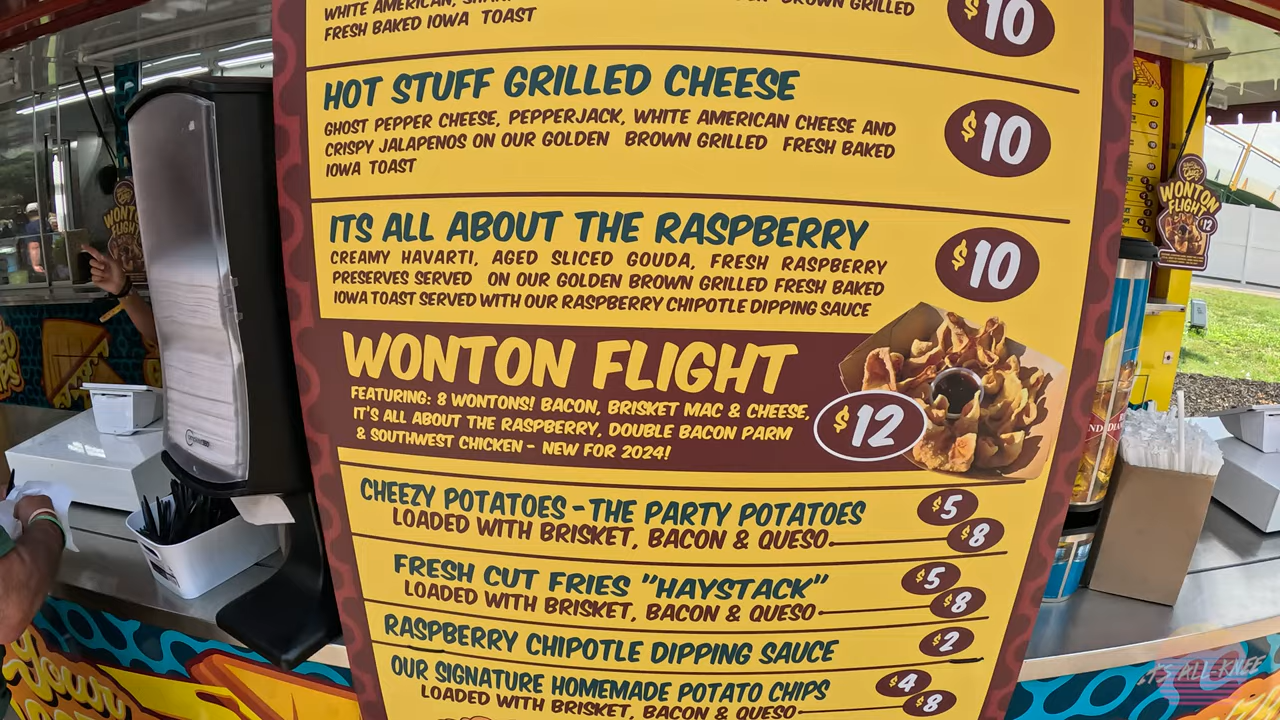 WHITE AMERICAN,
BROWN GRILLED
FRESH BAKED IOWA TOAST
$10
HOT STUFF GRILLED CHEESE
GHOST PEPPER CHEESE, PEPPERJACK, WHITE AMERICAN CHEESE AND
CRISPY JALAPENOS ON OUR GOLDEN BROWN GRILLED FRESH BAKED
IOWA TOAST
$10
ITS ALL ABOUT THE RASPBERRY
CREAMY HAVARTI, AGED SLICED GOUDA, FRESH RASPBERRY
PRESERVES SERVED ON OUR GOLDEN BROWN GRILLED FRESH BAKED
IOWA TOAST SERVED WITH OUR RASPBERRY CHIPOTLE DIPPING SAUCE
$10
WONTON FLIGHT
FEATURING: 8 WONTONS! BACON, BRISKET MAC & CHEESE,
IT'S ALL ABOUT THE RASPBERRY, DOUBLE BACON PARM
& SOUTHWEST CHICKEN - NEW FOR 2024!
$12
CHEEZY POTATOES - THE PARTY POTATOES $5
LOADED WITH BRISKET, BACON & QUESO $8
FRESH CUT FRIES "HAYSTACK" $5
LOADED WITH BRISKET, BACON & QUESO $8
RASPBERRY CHIPOTLE DIPPING SAUCE $2
OUR SIGNATURE HOMEMADE POTATO CHIPS $4
LOADED WITH BRISKET, BACON & QUESO $8
WONTON
FLIGHT
$12
WONTON
FLIGHT
Your
IT'S ALL-KNEE